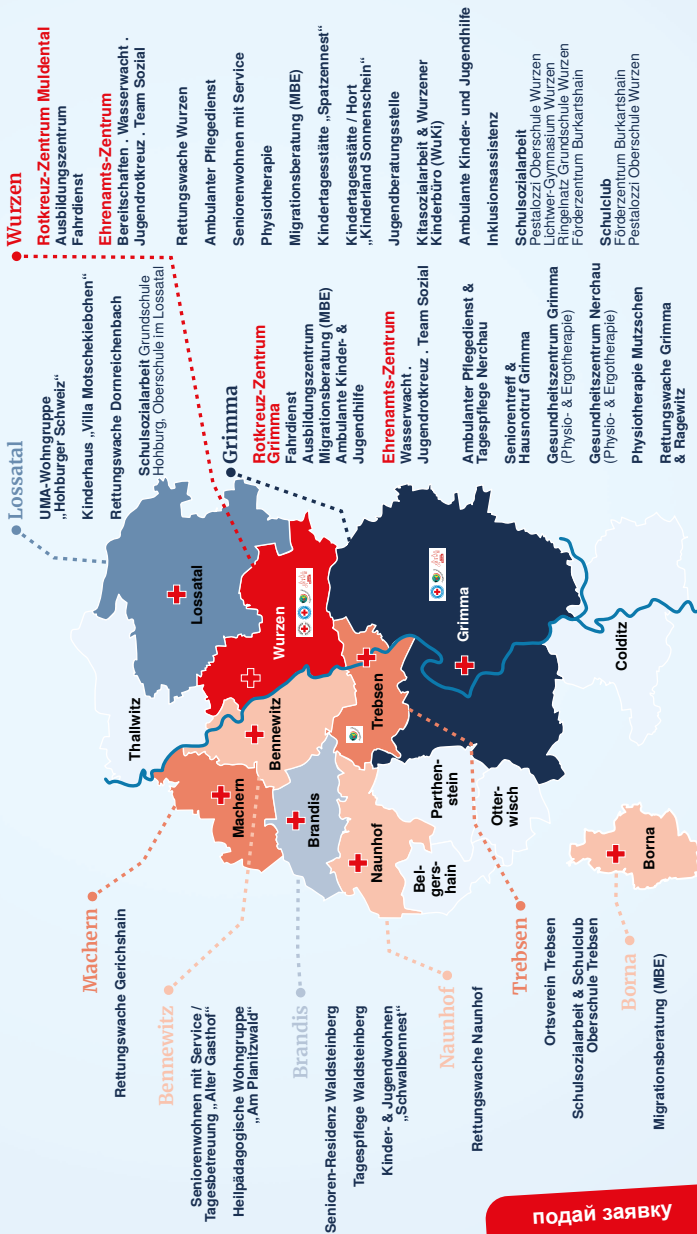 Machern
Rettungswache Gerichshain
Bennewitz
Seniorenwohnen mit Service /
Tagesbetreuung „Alter Gasthof“
Heilpädagogische Wohngruppe
„Am Planitzwald“
Brandis
Senioren-Residenz Waldsteinberg
Tagespflege Waldsteinberg
Kinder- & Jugendwohnen
„Schwalbennest“
Naunhof
Rettungswache Naunhof
Trebsen
Ortsverein Trebsen
Schulsozialarbeit & Schulclub
Oberschule Trebsen
Borna
Migrationsberatung (MBE)
Thallwitz
Lossatal
Machern
Bennewitz
Wurzen
Brandis
Trebsen
Naunhof
Parthen-
stein
Grimma
Bel-
gers-
hain
Otter-
wisch
Colditz
Borna
Lossatal
UMA-Wohngruppe
„Hohburger Schweiz“
Kinderhaus „Villa Motscheklebchen“
Rettungswache Dornreichenbach
Schulsozialarbeit Grundschule
Hohburg, Oberschule im Lossatal
Grimma
Rotkreuz-Zentrum
Grimma
Fahrdienst
Ausbildungszentrum
Migrationsberatung (MBE)
Ambulante Kinder- &
Jugendhilfe
Ehrenamts-Zentrum
Wasserwacht .
Jugendrotkreuz . Team Sozial
Ambulanter Pflegedienst &
Tagespflege Nerchau
Seniorentreff &
Hausnotruf Grimma
Gesundheitszentrum Grimma
(Physio- & Ergotherapie)
Gesundheitszentrum Nerchau
(Physio- & Ergotherapie)
Physiotherapie Mutzschen
Rettungswache Grimma
& Ragewitz
Wurzen
Rotkreuz-Zentrum Muldental
Ausbildungszentrum
Fahrdienst
Ehrenamts-Zentrum
Bereitschaften . Wasserwacht .
Jugendrotkreuz . Team Sozial
Rettungswache Wurzen
Ambulanter Pflegedienst
Seniorenwohnen mit Service
Physiotherapie
Migrationsberatung (MBE)
Kindertagesstätte „Spatzennest“
Kindertagesstätte / Hort
„Kinderland Sonnenschein“
Jugendberatungsstelle
Kitasozialarbeit & Wurzener
Kinderbüro (WuKi)
Ambulante Kinder- und Jugendhilfe
Inklusionsassistenz
Schulsozialarbeit
Pestalozzi Oberschule Wurzen
Lichtwer-Gymnasium Wurzen
Ringelnatz Grundschule Wurzen
Förderzentrum Burkartshain
Schulclub
Förderzentrum Burkartshain
Pestalozzi Oberschule Wurzen
подай заявку